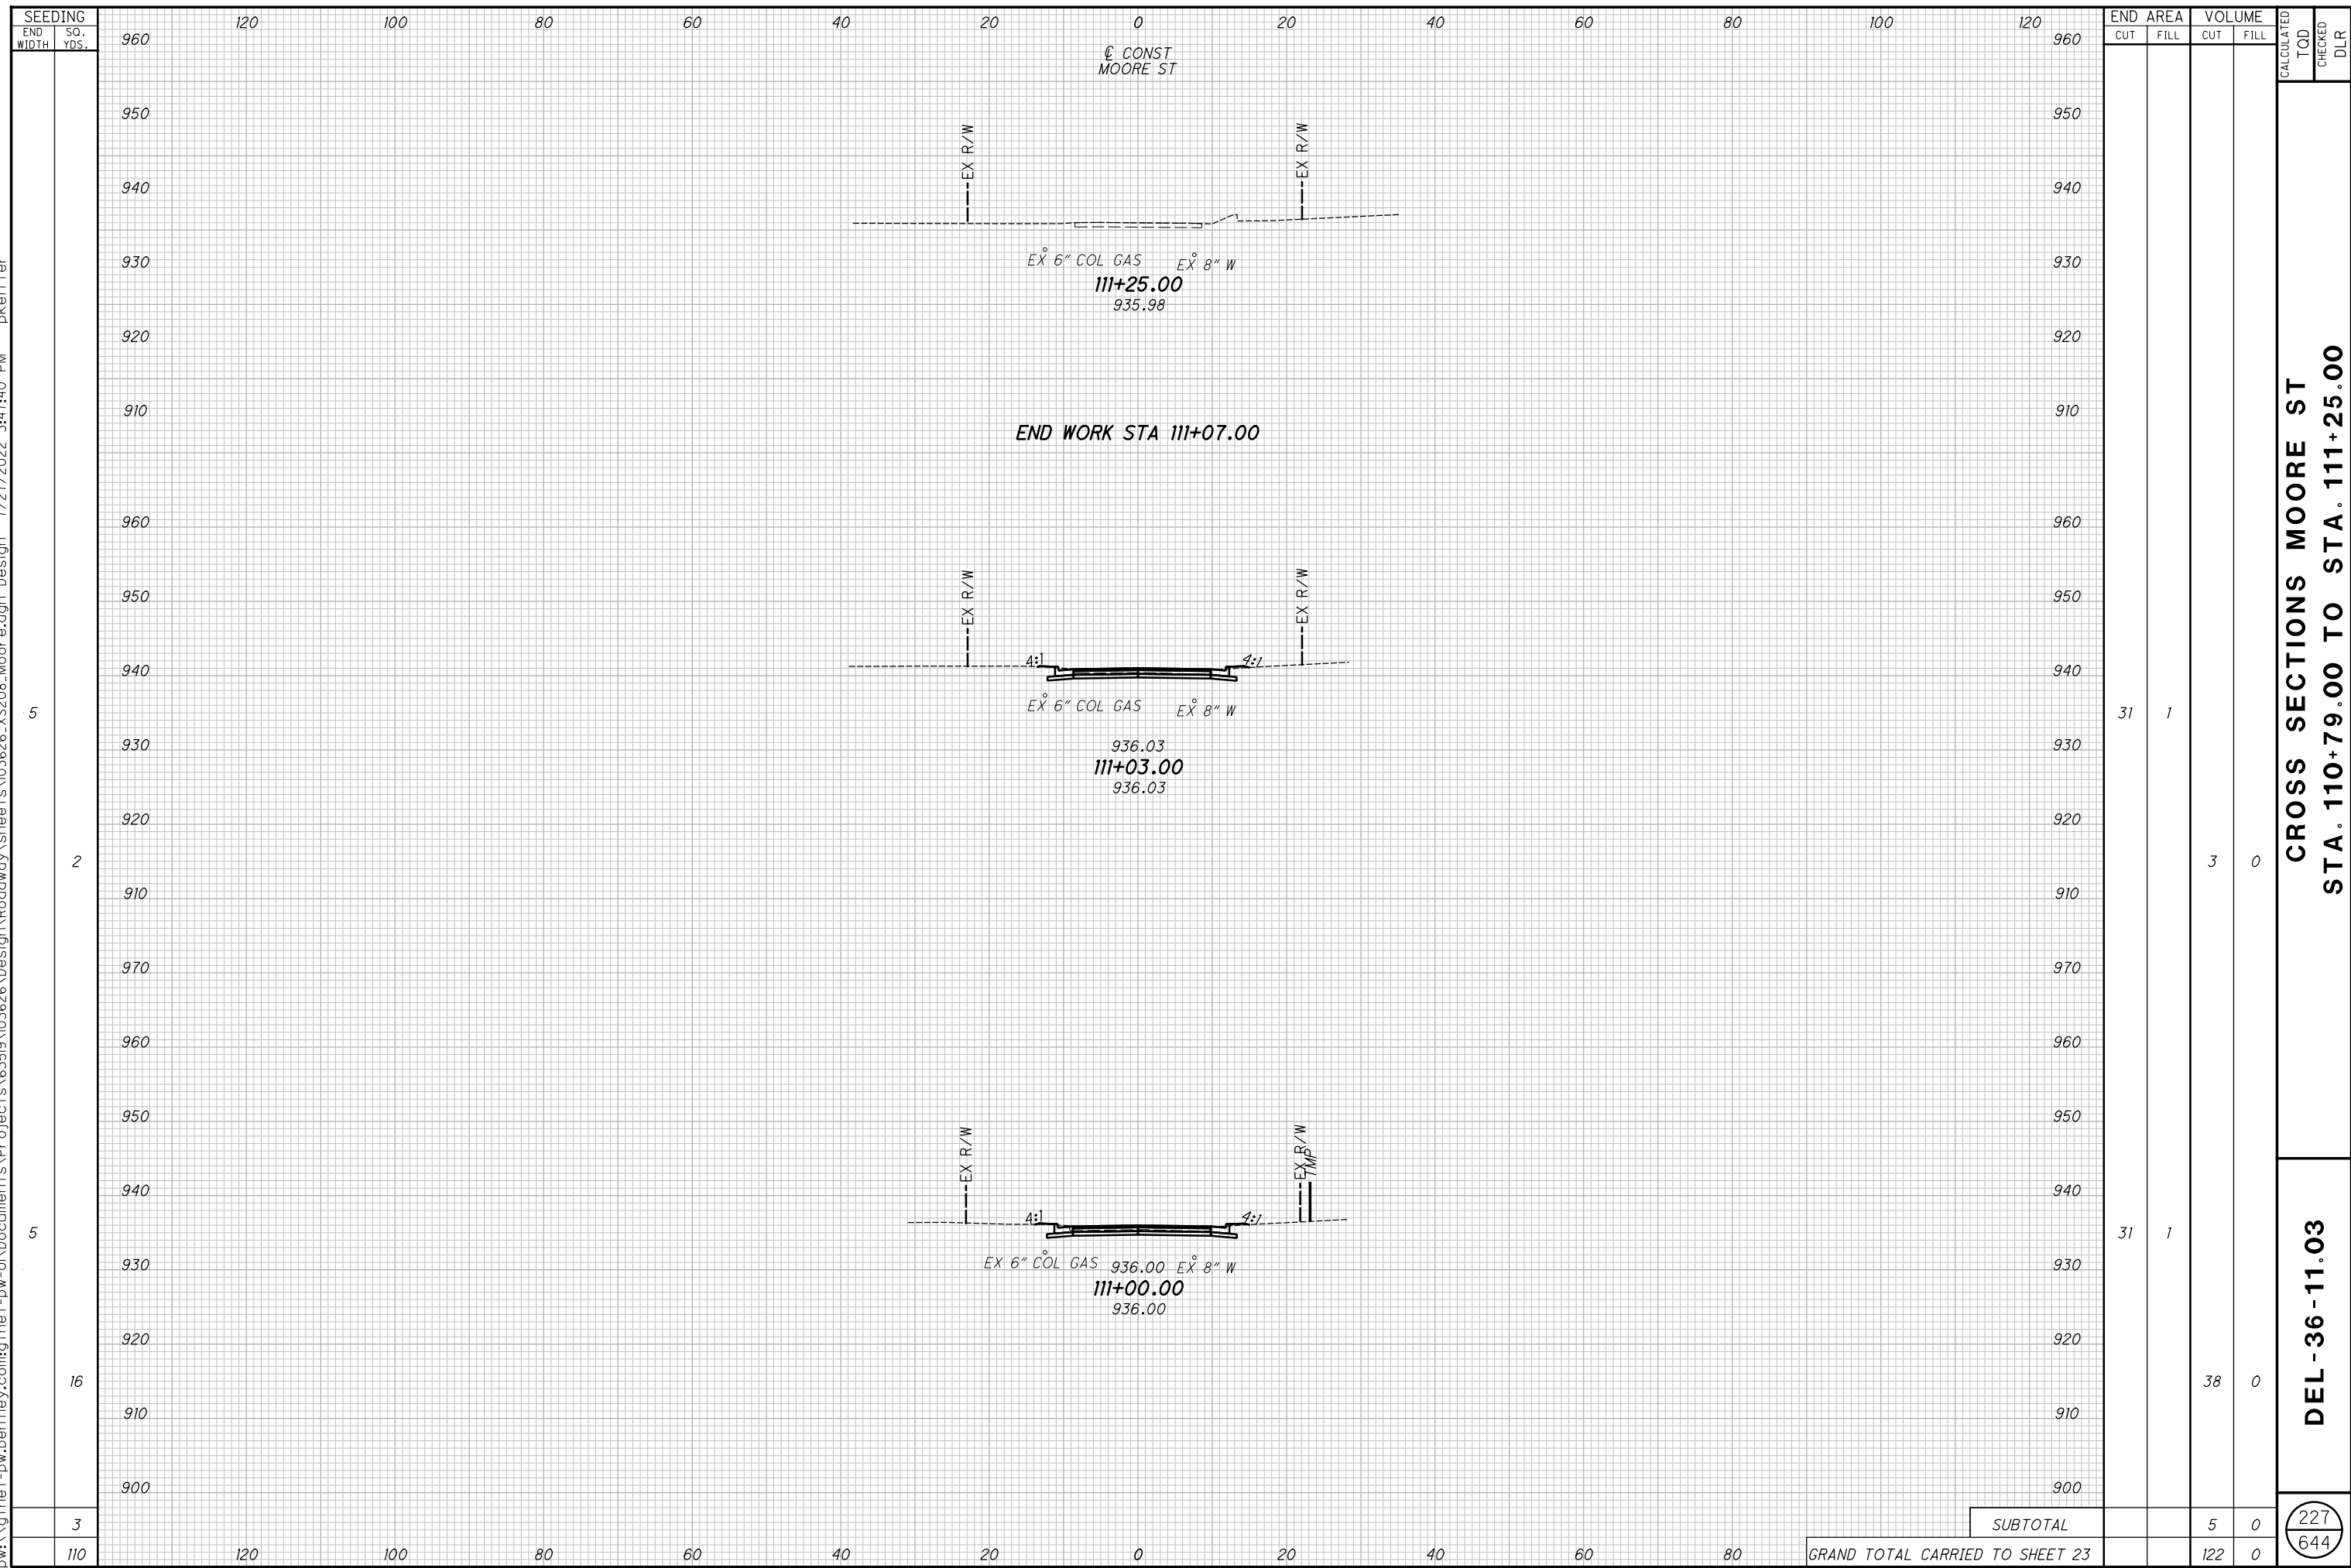 SEEDING
END WIDTH
SQ. YDS.
120 100 80 60 40 20 0 20 40 60 80 100 120
END AREA
VOLUME
CUT FILL CUT FILL
CALCULATED
TQD
CHECKED
DLR
960 960
℄ CONST
MOORE ST
950 950
EX R/W EX R/W
940 940
930 930
EX 6" COL GAS EX 8" W
111+25.00
935.98
920 920
910 910
END WORK STA 111+07.00
960 960
950 950
EX R/W EX R/W
940 4:1 4:1 940
EX 6" COL GAS EX 8" W
5 31 1
930 936.03 930
111+03.00
936.03
920 920
2 3 0
910 910
970 970
960 960
950 950
EX R/W EX R/W
TMP
940 940
4:1 4:1
5 31 1
930 EX 6" COL GAS 936.00 EX 8" W 930
111+00.00
936.00
920 920
16 38 0
910 910
900 900
3 SUBTOTAL 5 0
110 120 100 80 60 40 20 0 20 40 60 80 GRAND TOTAL CARRIED TO SHEET 23 122 0
CROSS SECTIONS MOORE ST
STA. 110+79.00 TO STA. 111+25.00
DEL-36-11.03
227
644